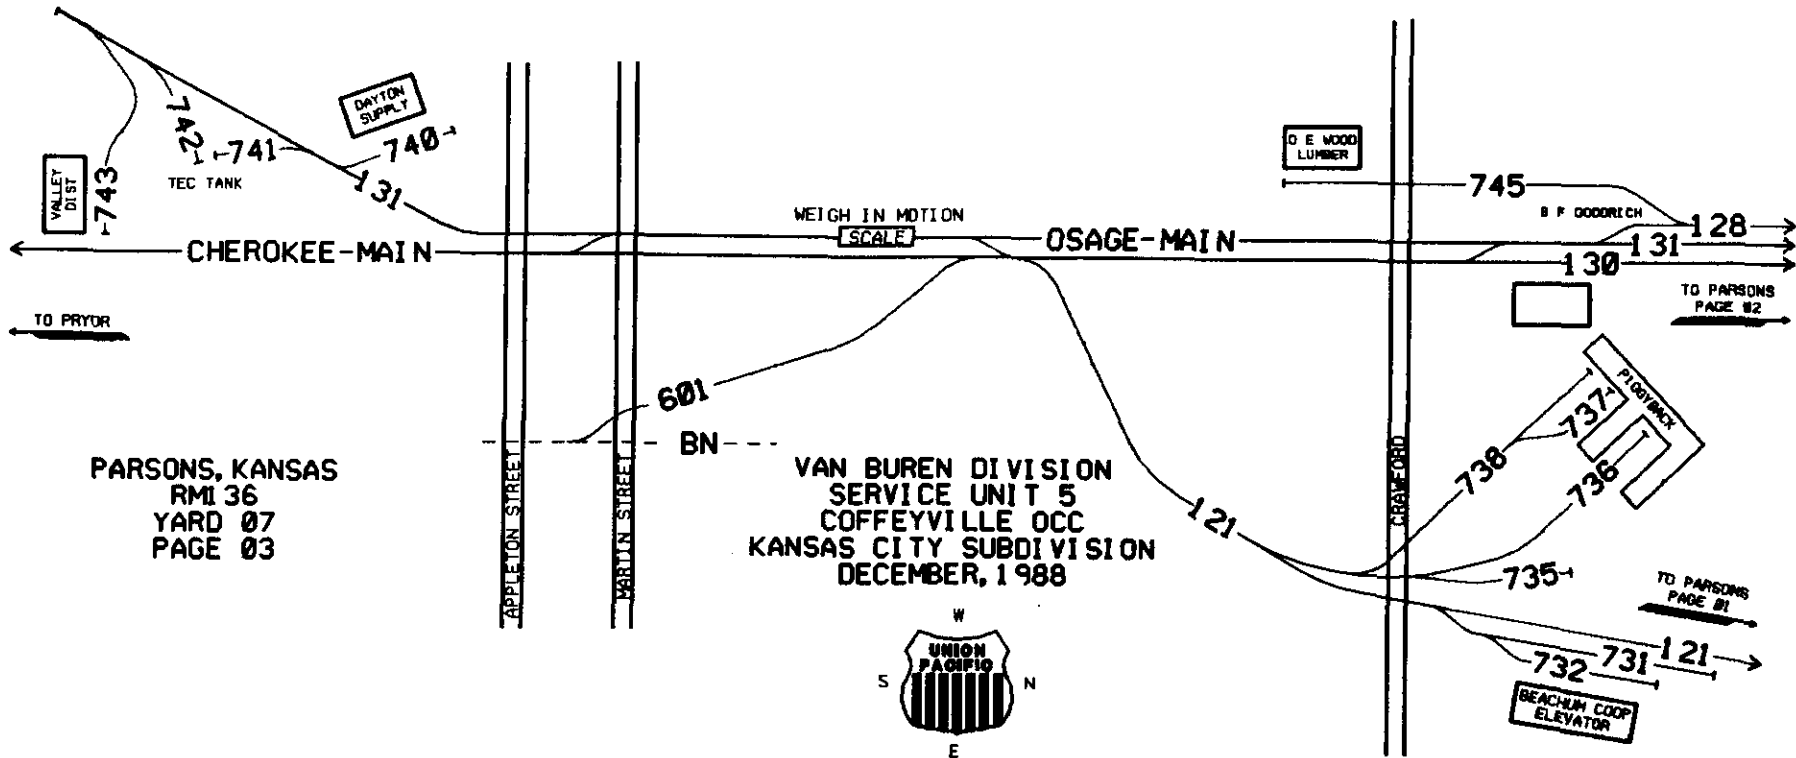 DAYTON
SUPPLY
742
741
740
VALLEY
DIST
743
TEC TANK
131
D E WOOD
LUMBER
745
B F GOODRICH
128
WEIGH IN MOTION
SCALE
OSAGE-MAIN
131
CHEROKEE-MAIN
130
TO PRYOR
TO PARSONS
PAGE 02
601
BN
PIGGYBACK
737
738
736
PARSONS, KANSAS
RM136
YARD 07
PAGE 03
APPLETON STREET
MARTIN STREET
VAN BUREN DIVISION
SERVICE UNIT 5
COFFEYVILLE OCC
KANSAS CITY SUBDIVISION
DECEMBER, 1988
CRAWFORD
121
735
TO PARSONS
PAGE 01
W
UNION
PACIFIC
S
N
E
121
731
732
BEACHUM COOP
ELEVATOR